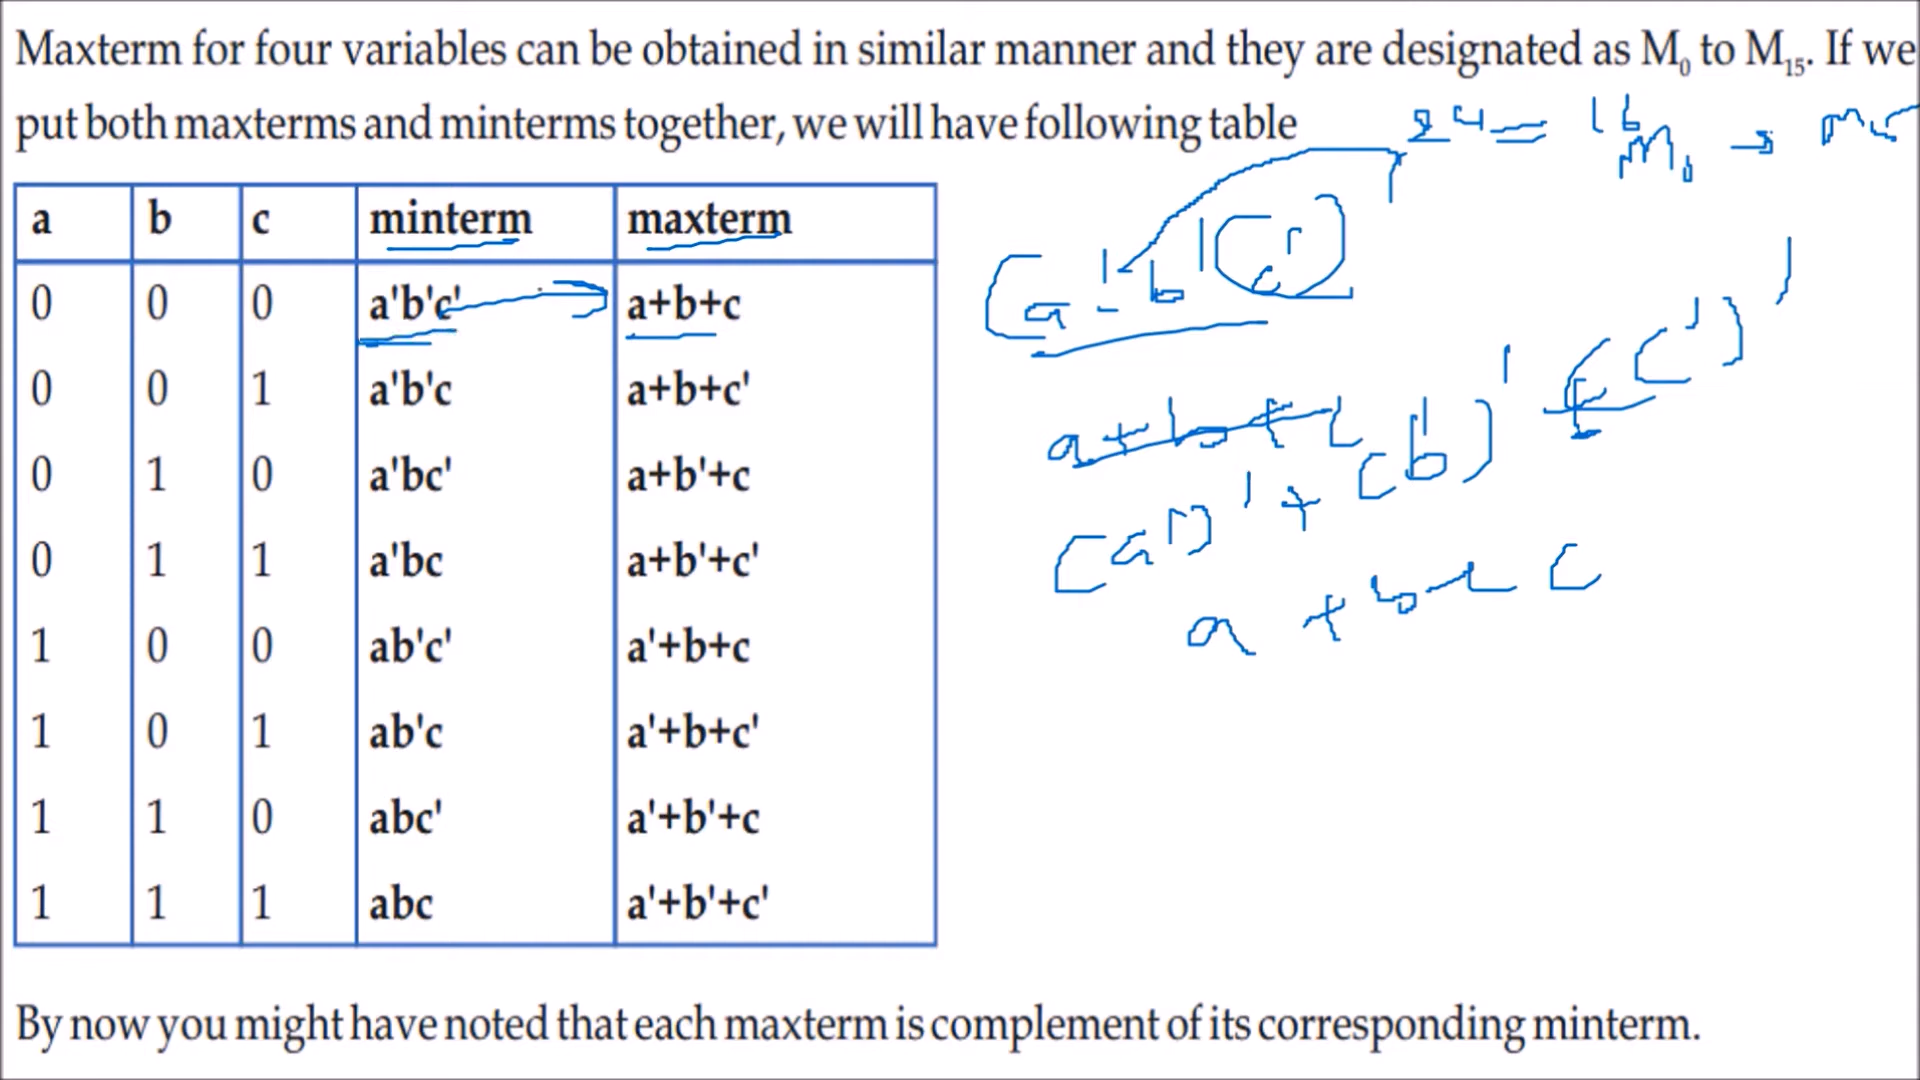 Maxterm for four variables can be obtained in similar manner and they are designated as M0 to M15. If we
put both maxterms and minterms together, we will have following table
2^4 = 16
M0 →
a b c minterm maxterm
0 0 0 a'b'c' a+b+c
0 0 1 a'b'c a+b+c'
0 1 0 a'bc' a+b'+c
0 1 1 a'bc a+b'+c'
1 0 0 ab'c' a'+b+c
1 0 1 ab'c a'+b+c'
1 1 0 abc' a'+b'+c
1 1 1 abc a'+b'+c'
a+b+c
(a')' + (b')' + (c')'
a + b + c
By now you might have noted that each maxterm is complement of its corresponding minterm.